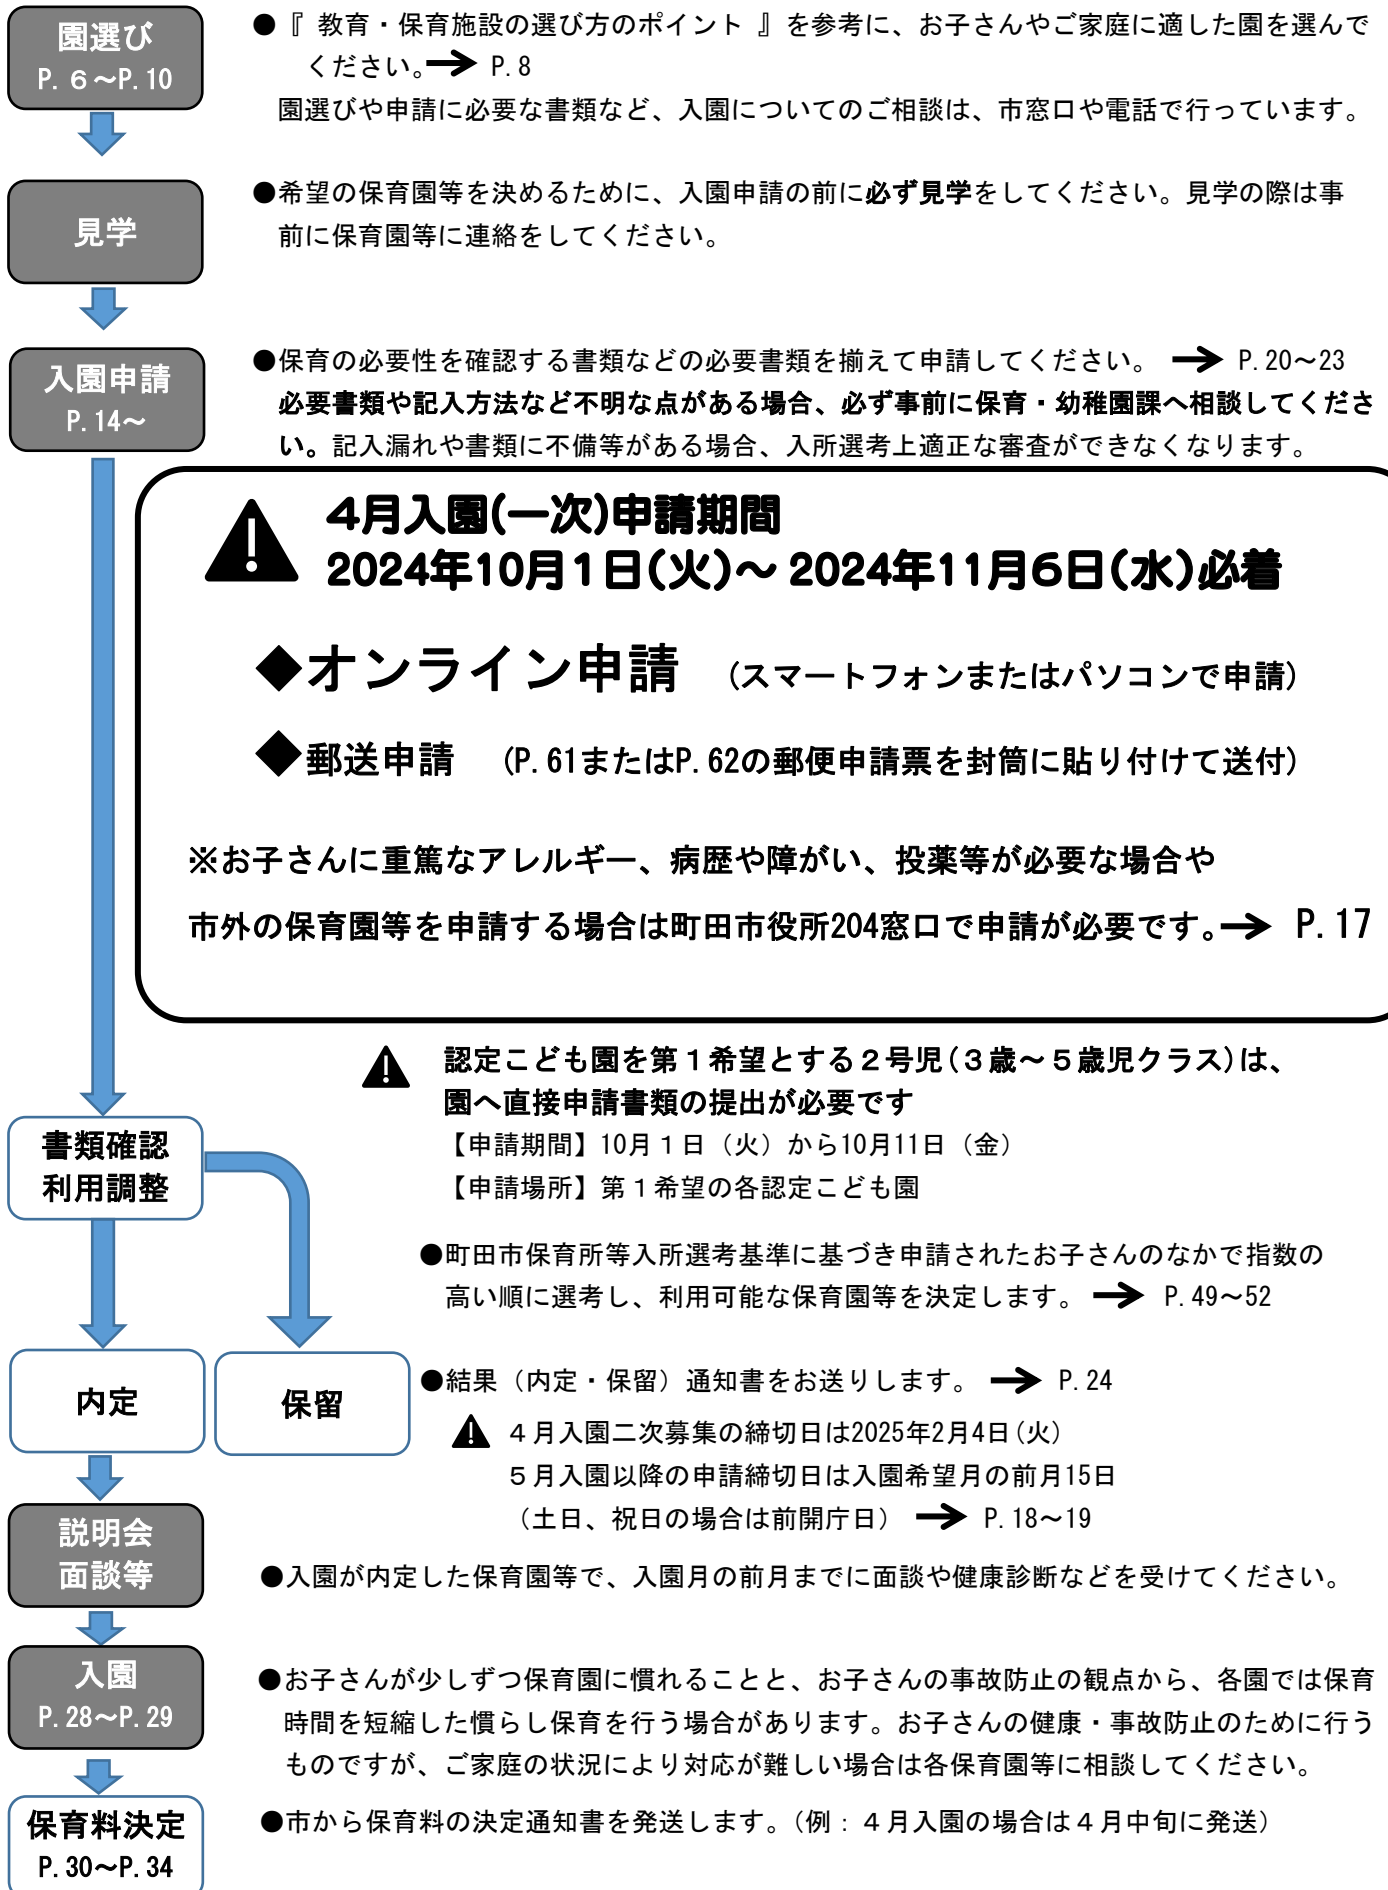 園選び
P. 6～P. 10
●『 教育・保育施設の選び方のポイント 』を参考に、お子さんやご家庭に適した園を選んで
ください。→ P. 8
園選びや申請に必要な書類など、入園についてのご相談は、市窓口や電話で行っています。
見学
●希望の保育園等を決めるために、入園申請の前に必ず見学をしてください。見学の際は事
前に保育園等に連絡をしてください。
入園申請
P. 14～
●保育の必要性を確認する書類などの必要書類を揃えて申請してください。 → P. 20～23
必要書類や記入方法など不明な点がある場合、必ず事前に保育・幼稚園課へ相談してくださ
い。記入漏れや書類に不備等がある場合、入所選考上適正な審査ができなくなります。
4月入園(一次)申請期間
2024年10月1日(火)～ 2024年11月6日(水)必着
◆オンライン申請 (スマートフォンまたはパソコンで申請)
◆郵送申請 (P. 61またはP. 62の郵便申請票を封筒に貼り付けて送付)
※お子さんに重篤なアレルギー、病歴や障がい、投薬等が必要な場合や
市外の保育園等を申請する場合は町田市役所204窓口で申請が必要です。→ P. 17
認定こども園を第１希望とする２号児(３歳～５歳児クラス)は、
園へ直接申請書類の提出が必要です
【申請期間】10月１日（火）から10月11日（金）
【申請場所】第１希望の各認定こども園
書類確認
利用調整
●町田市保育所等入所選考基準に基づき申請されたお子さんのなかで指数の
高い順に選考し、利用可能な保育園等を決定します。 → P. 49～52
内定
保留
●結果（内定・保留）通知書をお送りします。 → P. 24
４月入園二次募集の締切日は2025年2月4日(火)
５月入園以降の申請締切日は入園希望月の前月15日
（土日、祝日の場合は前開庁日） → P. 18～19
説明会
面談等
●入園が内定した保育園等で、入園月の前月までに面談や健康診断などを受けてください。
入園
P. 28～P. 29
●お子さんが少しずつ保育園に慣れることと、お子さんの事故防止の観点から、各園では保育
時間を短縮した慣らし保育を行う場合があります。お子さんの健康・事故防止のために行う
ものですが、ご家庭の状況により対応が難しい場合は各保育園等に相談してください。
保育料決定
P. 30～P. 34
●市から保育料の決定通知書を発送します。(例：４月入園の場合は４月中旬に発送)